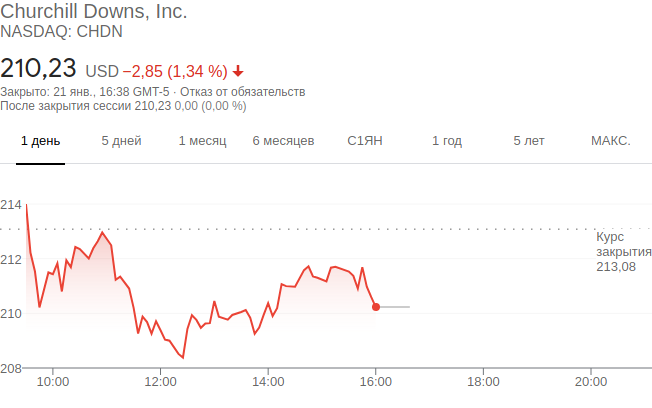 Churchill Downs, Inc.
NASDAQ: CHDN
210,23 USD −2,85 (1,34 %)
Закрыто: 21 янв., 16:38 GMT-5 · Отказ от обязательств
После закрытия сессии 210,23 0,00 (0,00 %)
1 день 5 дней 1 месяц 6 месяцев С1ЯН 1 год 5 лет МАКС.
214
Курс
закрытия
213,08
212
210
208
10:00 12:00 14:00 16:00 18:00 20:00